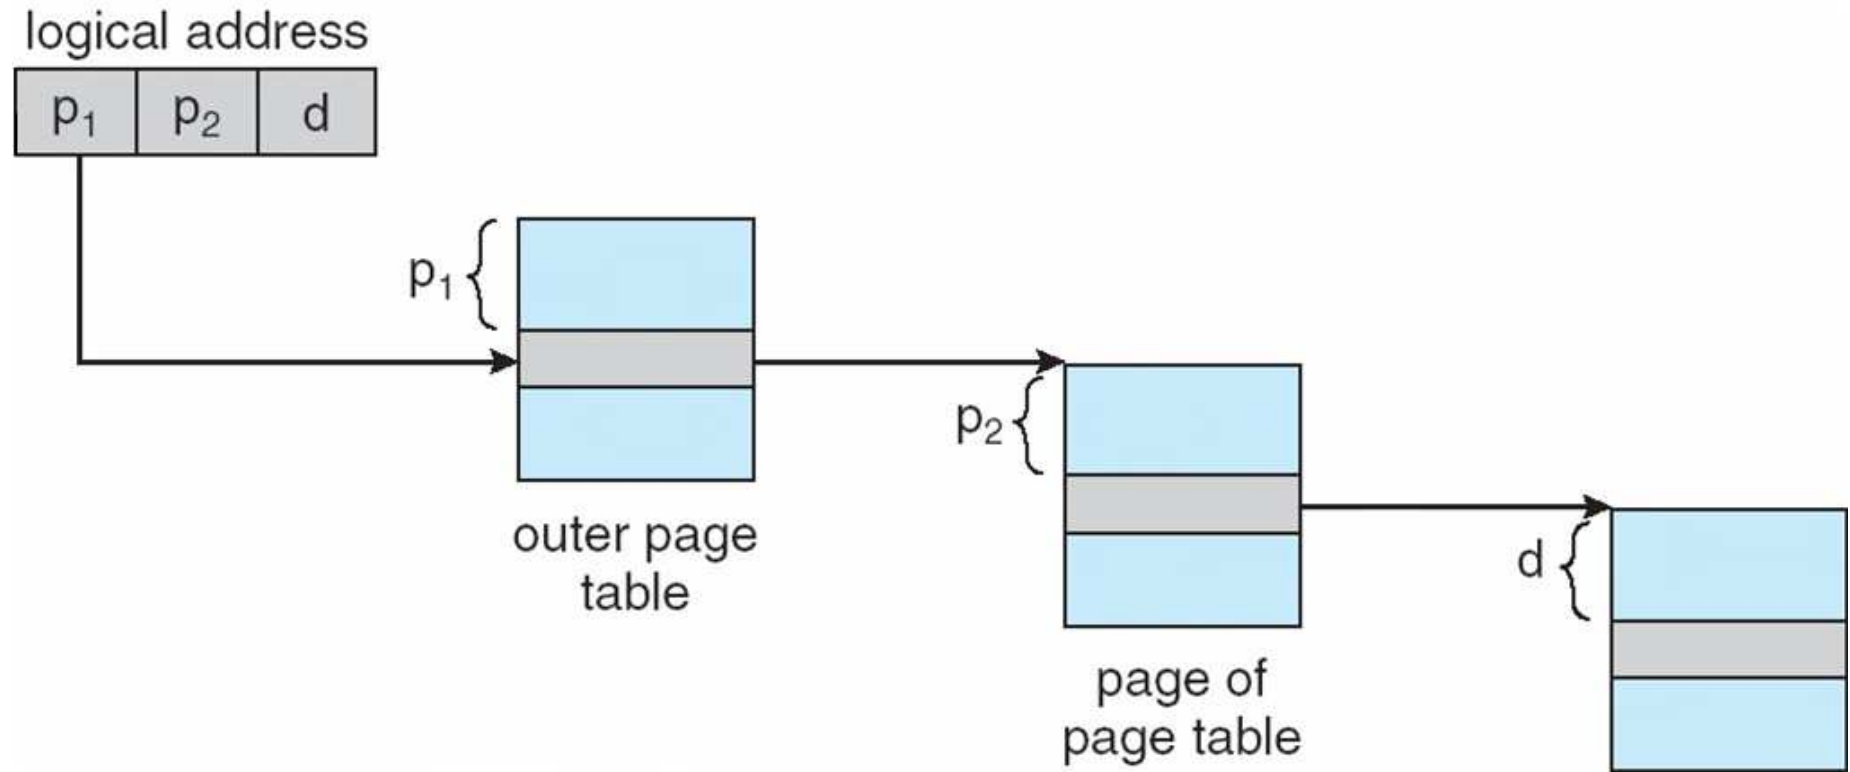 logical address
p₁ p₂ d
p₁
outer page
table
p₂
page of
page table
d